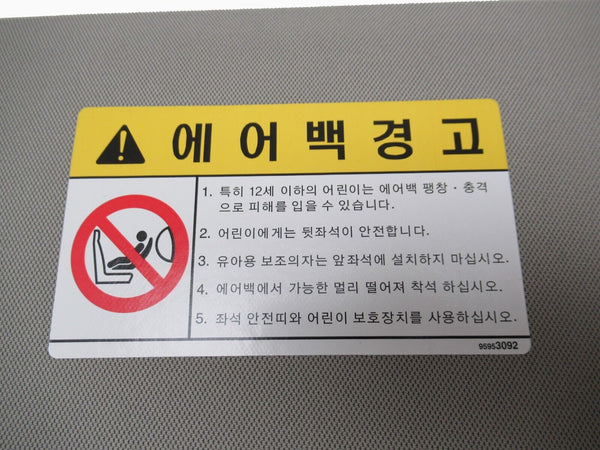 에어백경고
1. 특히 12세 이하의 어린이는 에어백 팽창·충격
으로 피해를 입을 수 있습니다.
2. 어린이에게는 뒷좌석이 안전합니다.
3. 유아용 보조의자는 앞좌석에 설치하지 마십시오.
4. 에어백에서 가능한 멀리 떨어져 착석 하십시오.
5. 좌석 안전띠와 어린이 보호장치를 사용하십시오.
95953092